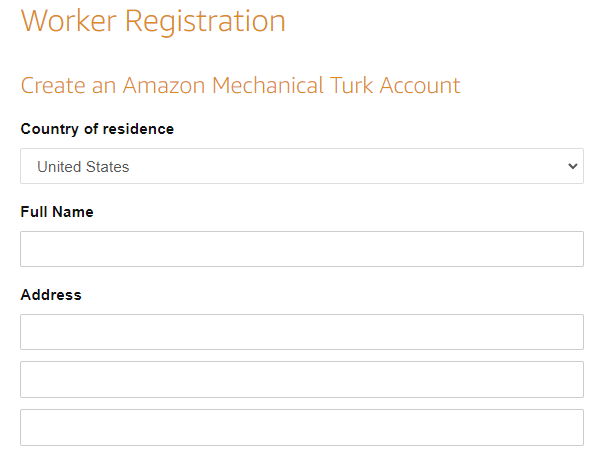 Worker Registration
Create an Amazon Mechanical Turk Account
Country of residence
United States
Full Name
Address